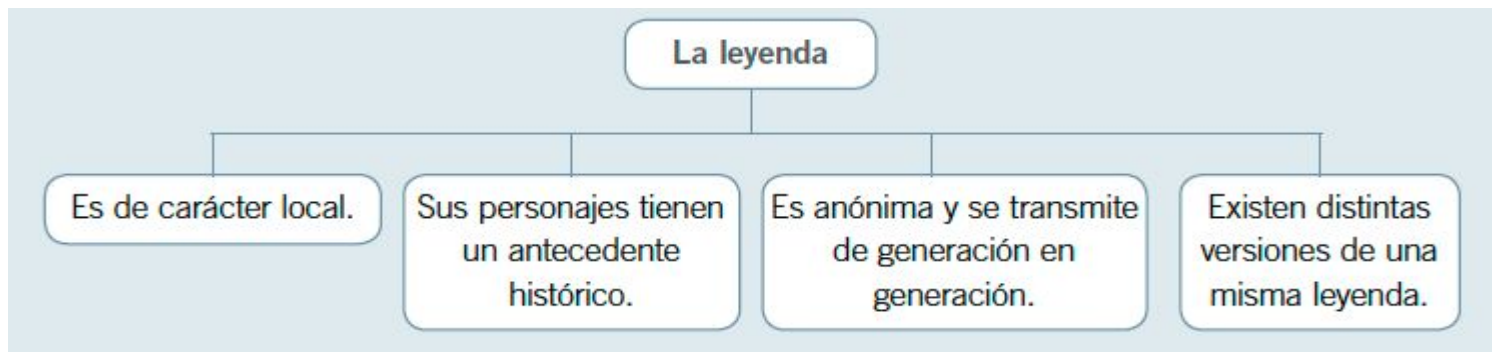 La leyenda
Es de carácter local.
Sus personajes tienen
un antecedente
histórico.
Es anónima y se transmite
de generación en
generación.
Existen distintas
versiones de una
misma leyenda.